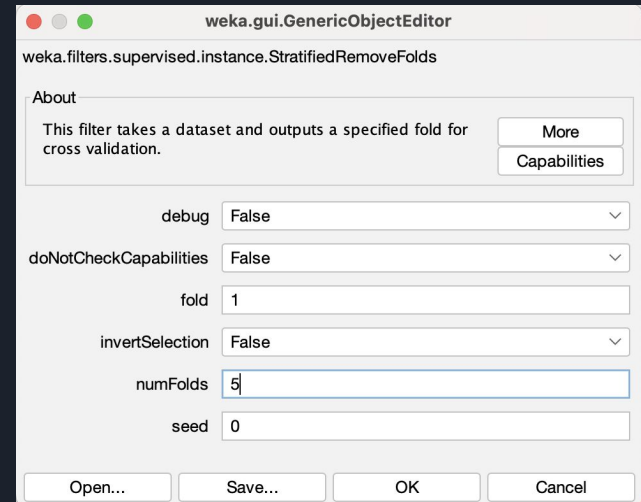 weka.gui.GenericObjectEditor
weka.filters.supervised.instance.StratifiedRemoveFolds
About
This filter takes a dataset and outputs a specified fold for
cross validation.
More
Capabilities
debug False
doNotCheckCapabilities False
fold 1
invertSelection False
numFolds 5
seed 0
Open... Save... OK Cancel